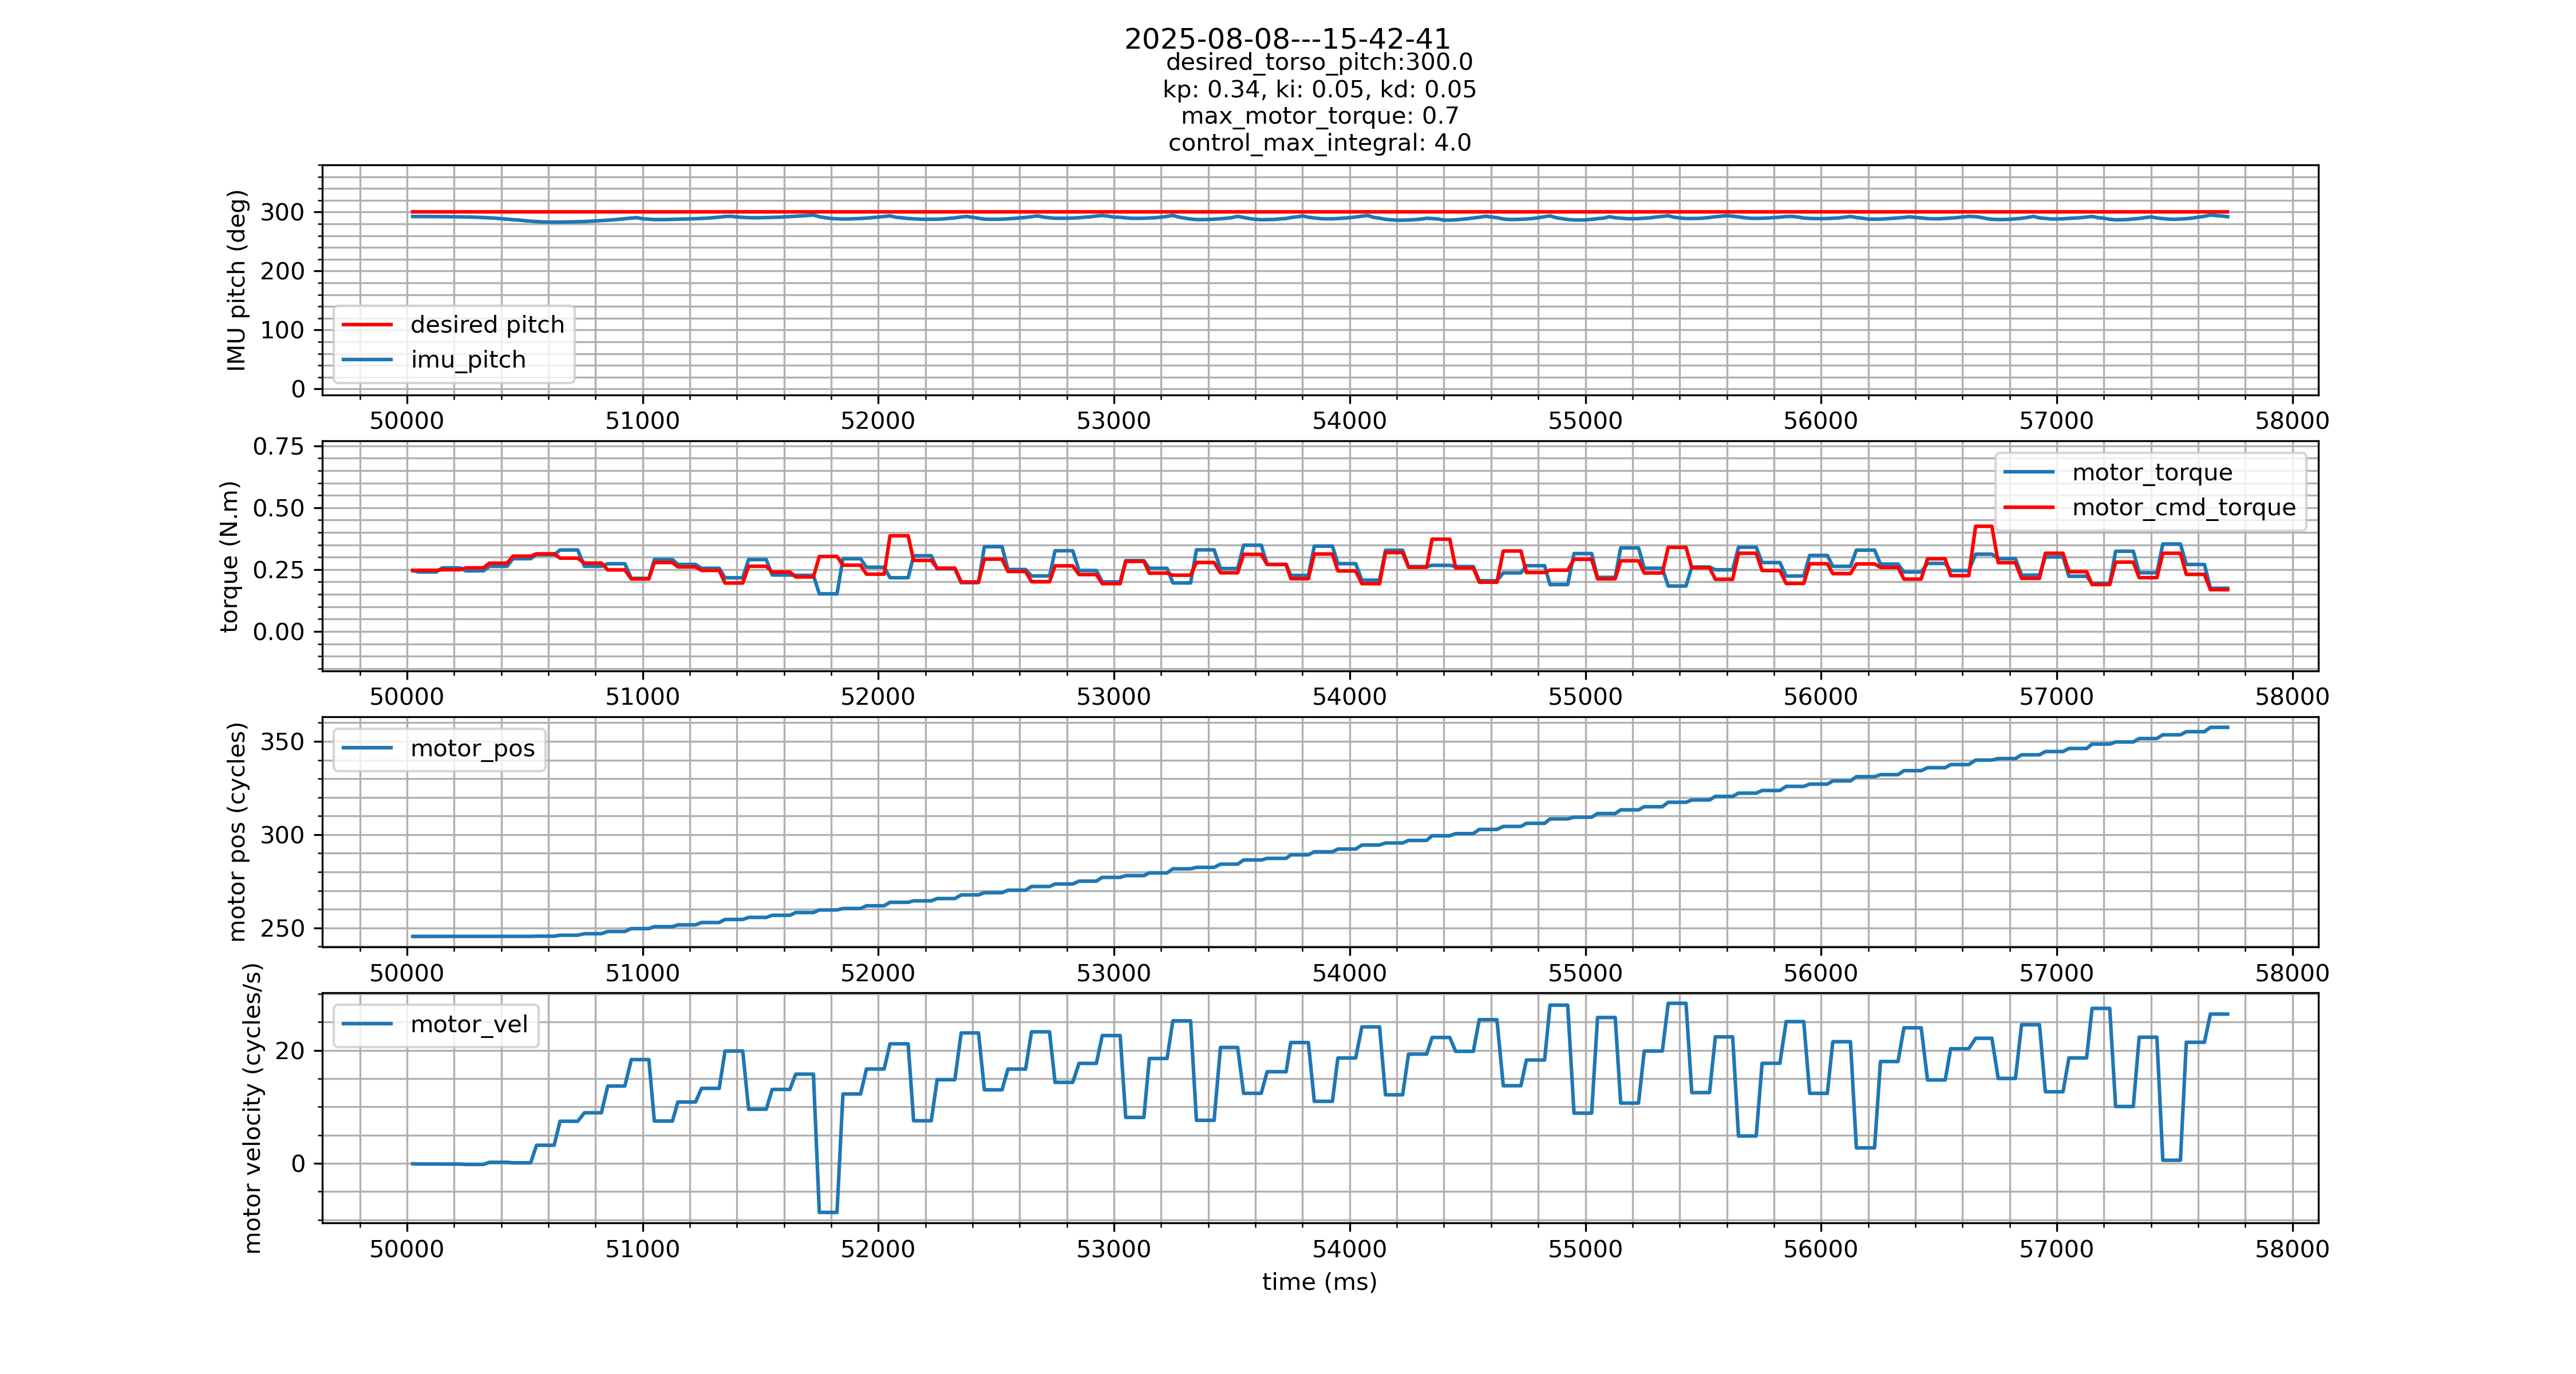 2025-08-08---15-42-41
desired_torso_pitch:300.0
kp: 0.34, ki: 0.05, kd: 0.05
max_motor_torque: 0.7
control_max_integral: 4.0
IMU pitch (deg)
300
200
100
0
desired pitch
imu_pitch
50000 51000 52000 53000 54000 55000 56000 57000 58000
torque (N.m)
0.75
0.50
0.25
0.00
motor_torque
motor_cmd_torque
50000 51000 52000 53000 54000 55000 56000 57000 58000
motor pos (cycles)
350
300
250
motor_pos
50000 51000 52000 53000 54000 55000 56000 57000 58000
motor velocity (cycles/s)
20
0
motor_vel
50000 51000 52000 53000 54000 55000 56000 57000 58000
time (ms)